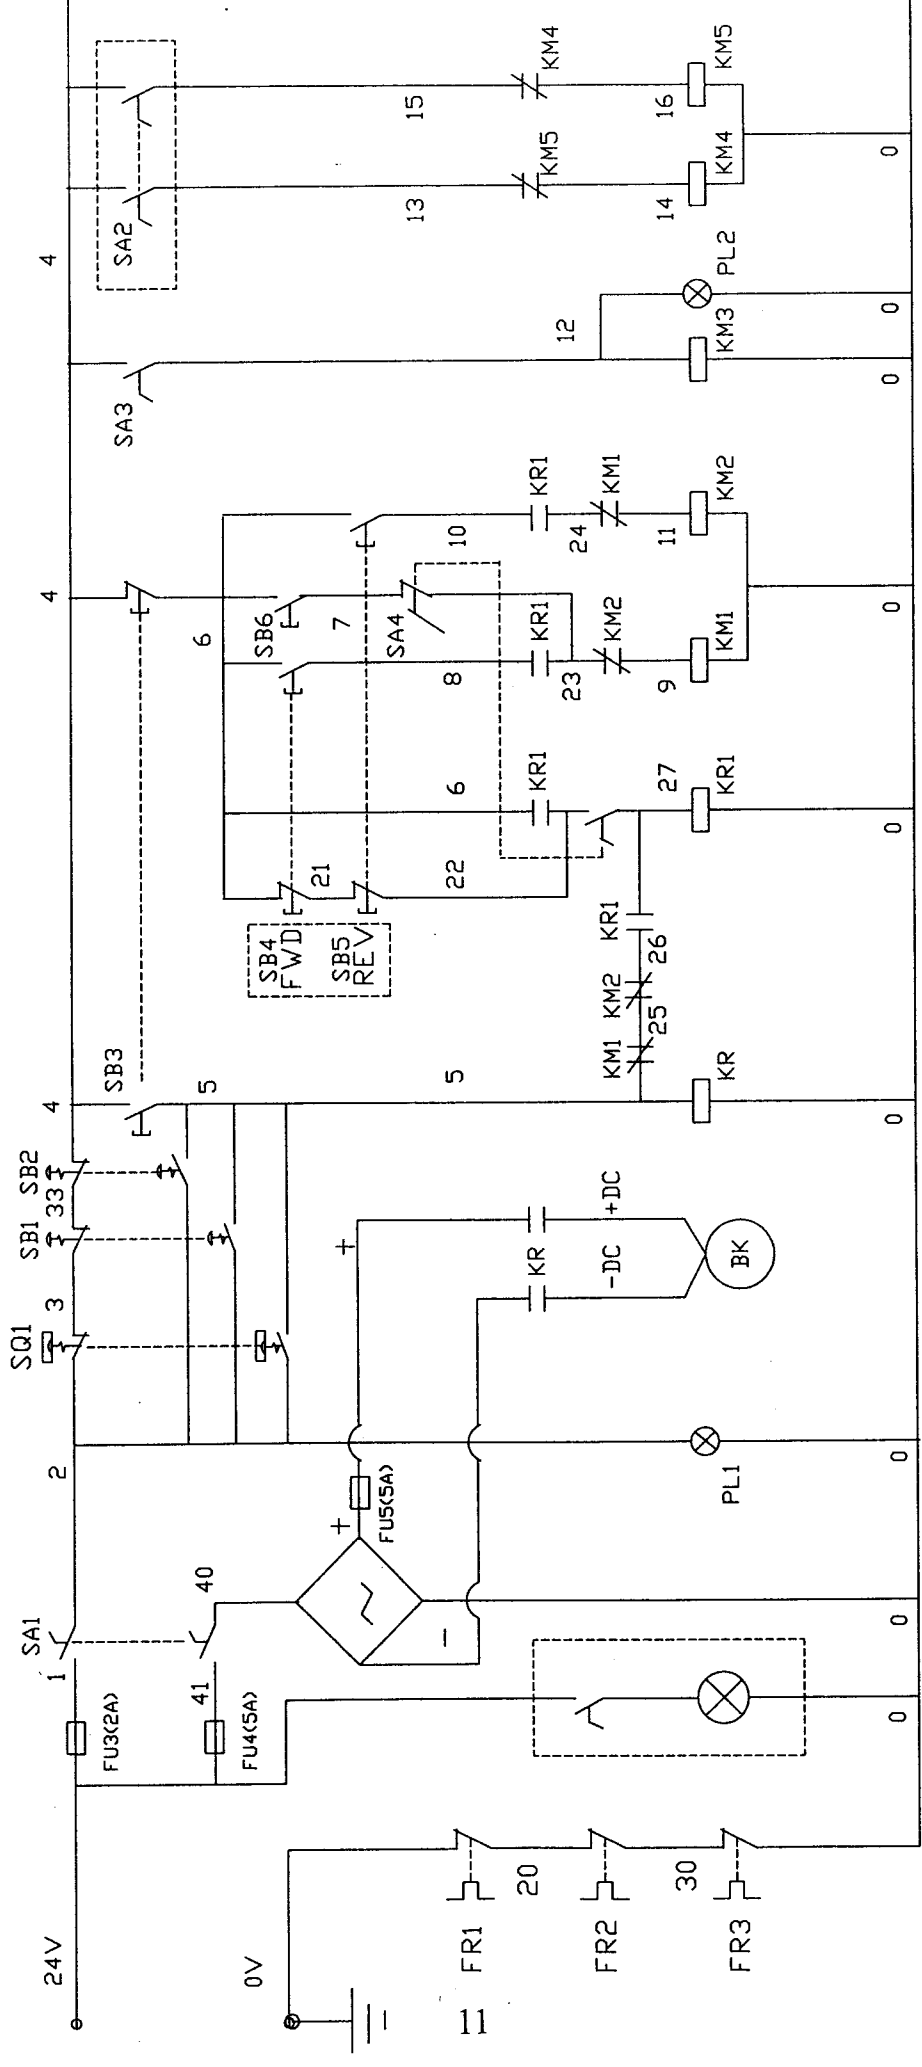 24V
0V
FR1
20
FR2
30
FR3
FU3(2A)
FU4(5A)
1
41
SA1
40
0
+
FU5(5A)
−
0
2
PL1
0
SQ1
3
SB1
33
SB2
+
KR
-DC
+DC
BK
4
SB3
5
5
KR
0
KM1
25
KM2
26
KR1
SB4
FWD
SB5
REV
21
22
6
KR1
27
KR1
0
6
SB6
7
SA4
8
KR1
23
KM2
9
KM1
4
10
KR1
24
KM1
11
KM2
0
SA3
12
KM3
0
PL2
0
4
SA2
13
KM5
14
KM4
15
KM4
16
KM5
0
11